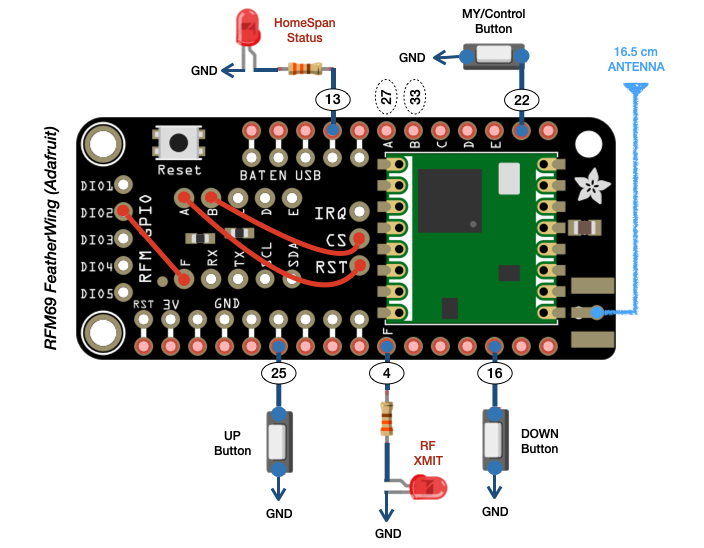 HomeSpan
Status
GND
13
MY/Control
Button
GND
22
27
33
16.5 cm
ANTENNA
RFM69 FeatherWing (Adafruit)
Reset
BAT EN USB
A
B
C
D
E
DIO1
DIO2
DIO3
DIO4
DIO5
RFM GPIO
A
B
C
D
E
F
RX
TX
SCL
SDA
IRQ
CS
RST
RST 3V GND
F
25
4
16
UP
Button
GND
RF
XMIT
GND
DOWN
Button
GND